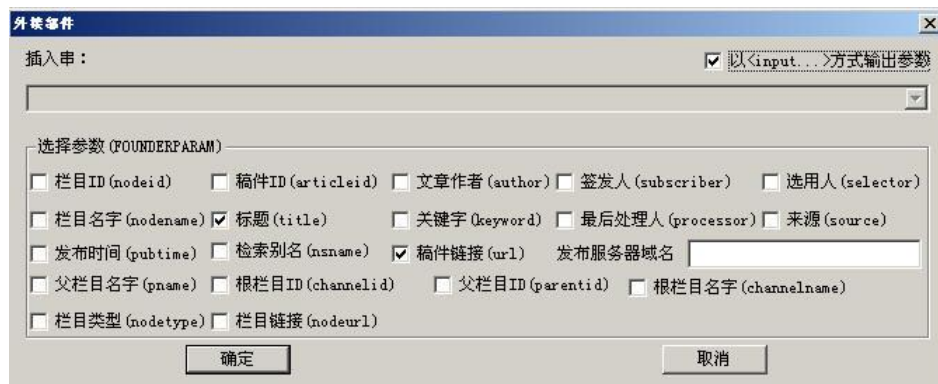 外接部件
插入串： 以<input...>方式输出参数
选择参数(FOUNDERPARAM)
栏目ID(nodeid) 稿件ID(articleid) 文章作者(author) 签发人(subscriber) 选用人(selector)
栏目名字(nodename) 标题(title) 关键字(keyword) 最后处理人(processor) 来源(source)
发布时间(pubtime) 检索别名(nsname) 稿件链接(url) 发布服务器域名
父栏目名字(pname) 根栏目ID(channelid) 父栏目ID(parentid) 根栏目名字(channelname)
栏目类型(nodetype) 栏目链接(nodeurl)
确定 取消